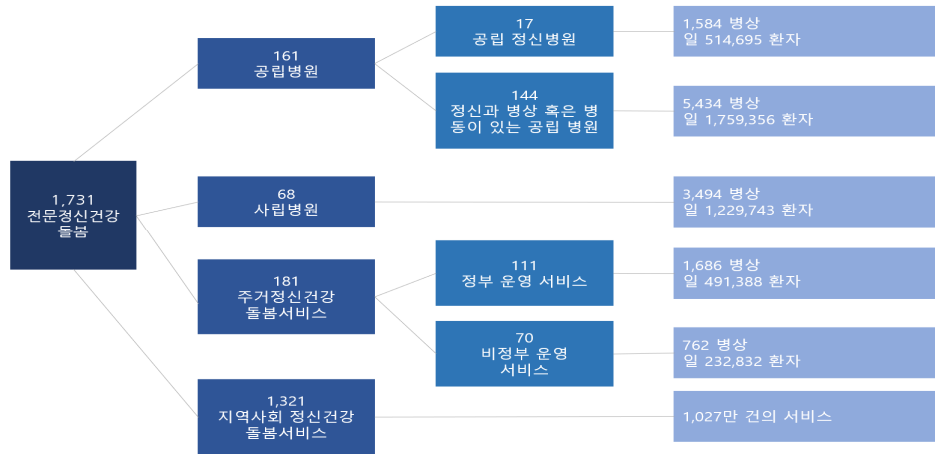 1,731
전문정신건강
돌봄
161
공립병원
17
공립 정신병원
1,584 병상
일 514,695 환자
144
정신과 병상 혹은 병
동이 있는 공립 병원
5,434 병상
일 1,759,356 환자
68
사립병원
3,494 병상
일 1,229,743 환자
181
주거정신건강
돌봄서비스
111
정부 운영 서비스
1,686 병상
일 491,388 환자
70
비정부 운영
서비스
762 병상
일 232,832 환자
1,321
지역사회 정신건강
돌봄서비스
1,027만 건의 서비스